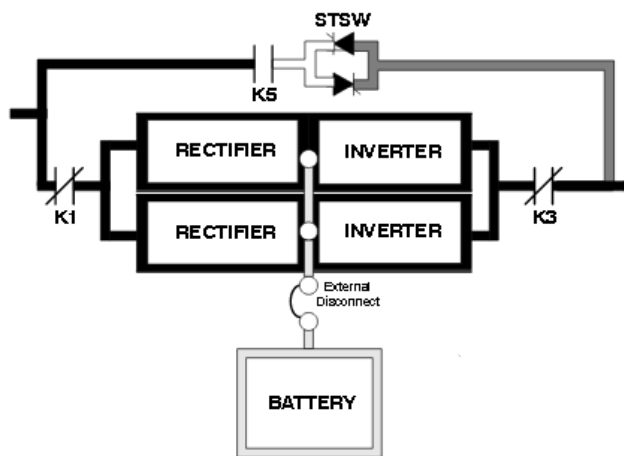 STSW
K5
RECTIFIER INVERTER
K1
K3
RECTIFIER INVERTER
External
Disconnect
BATTERY